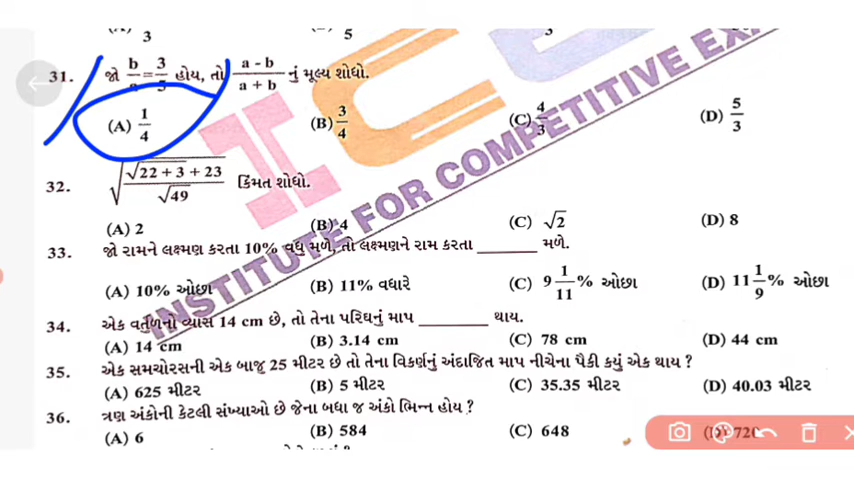 3
5
3
31. જો b/a = 3/5 હોય, તો a - b / a + b નું મૂલ્ય શોધો.
(A) 1/4 (B) 3/4 (C) 4/3 (D) 5/3
32. √((√(22 + 3) + 23)/√49) કિંમત શોધો.
(A) 2 (B) 4 (C) √2 (D) 8
33. જો રામને લક્ષ્મણ કરતા 10% વધુ મળે, તો લક્ષ્મણને રામ કરતા ________ મળે.
(A) 10% ઓછા (B) 11% વધારે (C) 9 1/11% ઓછા (D) 11 1/9% ઓછા
34. એક વર્તુળનો વ્યાસ 14 cm છે, તો તેના પરિઘનું માપ ________ થાય.
(A) 14 cm (B) 3.14 cm (C) 78 cm (D) 44 cm
35. એક સમચોરસની એક બાજુ 25 મીટર છે તો તેના વિકર્ણનું અંદાજિત માપ નીચેના પૈકી કયું એક થાય ?
(A) 625 મીટર (B) 5 મીટર (C) 35.35 મીટર (D) 40.03 મીટર
36. ત્રણ અંકોની કેટલી સંખ્યાઓ છે જેના બધા જ અંકો ભિન્ન હોય ?
(A) 6 (B) 584 (C) 648 (D) 720
ICE
INSTITUTE FOR COMPETITIVE EX